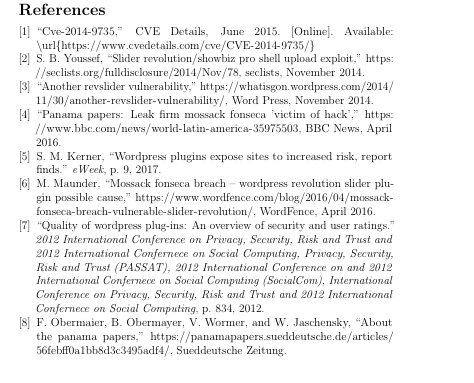 References
[1] “Cve-2014-9735,” CVE Details, June 2015. [Online]. Available:
\url{https://www.cvedetails.com/cve/CVE-2014-9735/}
[2] S. B. Youssef, “Slider revolution/showbiz pro shell upload exploit,” https:
//seclists.org/fulldisclosure/2014/Nov/78, seclists, November 2014.
[3] “Another revslider vulnerability,” https://whatisgon.wordpress.com/2014/
11/30/another-revslider-vulnerability/, Word Press, November 2014.
[4] “Panama papers: Leak firm mossack fonseca ’victim of hack’,” https:
//www.bbc.com/news/world-latin-america-35975503, BBC News, April
2016.
[5] S. M. Kerner, “Wordpress plugins expose sites to increased risk, report
finds.” eWeek, p. 9, 2017.
[6] M. Maunder, “Mossack fonseca breach – wordpress revolution slider plu-
gin possible cause,” https://www.wordfence.com/blog/2016/04/mossack-
fonseca-breach-vulnerable-slider-revolution/, WordFence, April 2016.
[7] “Quality of wordpress plug-ins: An overview of security and user ratings.”
2012 International Conference on Privacy, Security, Risk and Trust and
2012 International Confernece on Social Computing, Privacy, Security,
Risk and Trust (PASSAT), 2012 International Conference on and 2012
International Confernece on Social Computing (SocialCom), International
Conference on Privacy, Security, Risk and Trust and 2012 International
Confernece on Social Computing, p. 834, 2012.
[8] F. Obermaier, B. Obermayer, V. Wormer, and W. Jaschensky, “About
the panama papers,” https://panamapapers.sueddeutsche.de/articles/
56febff0a1bb8d3c3495adf4/, Sueddeutsche Zeitung.